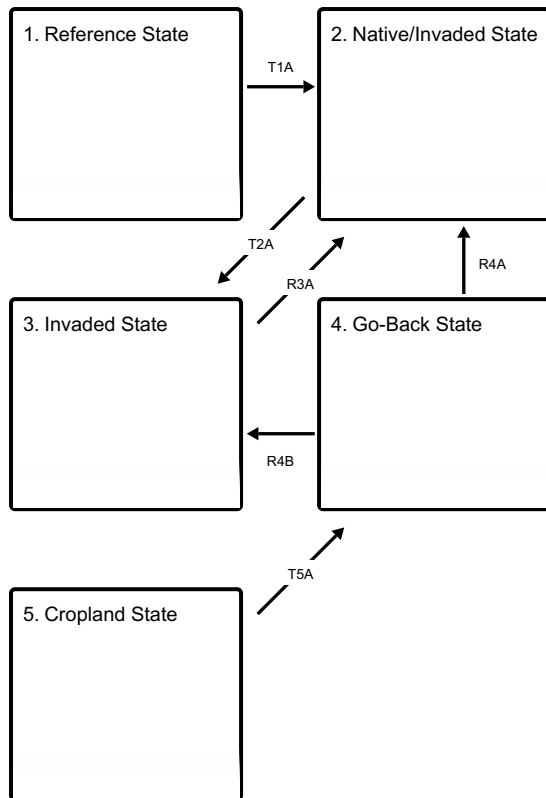 1. Reference State
2. Native/Invaded State
T1A
T2A
R3A
R4A
3. Invaded State
4. Go-Back State
R4B
T5A
5. Cropland State